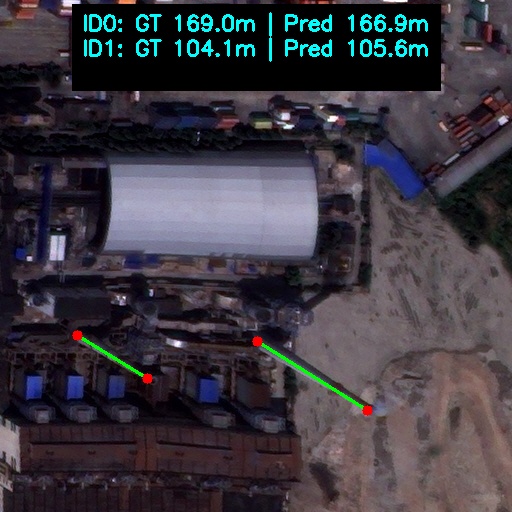 ID0: GT 169.0m | Pred 166.9m
ID1: GT 104.1m | Pred 105.6m